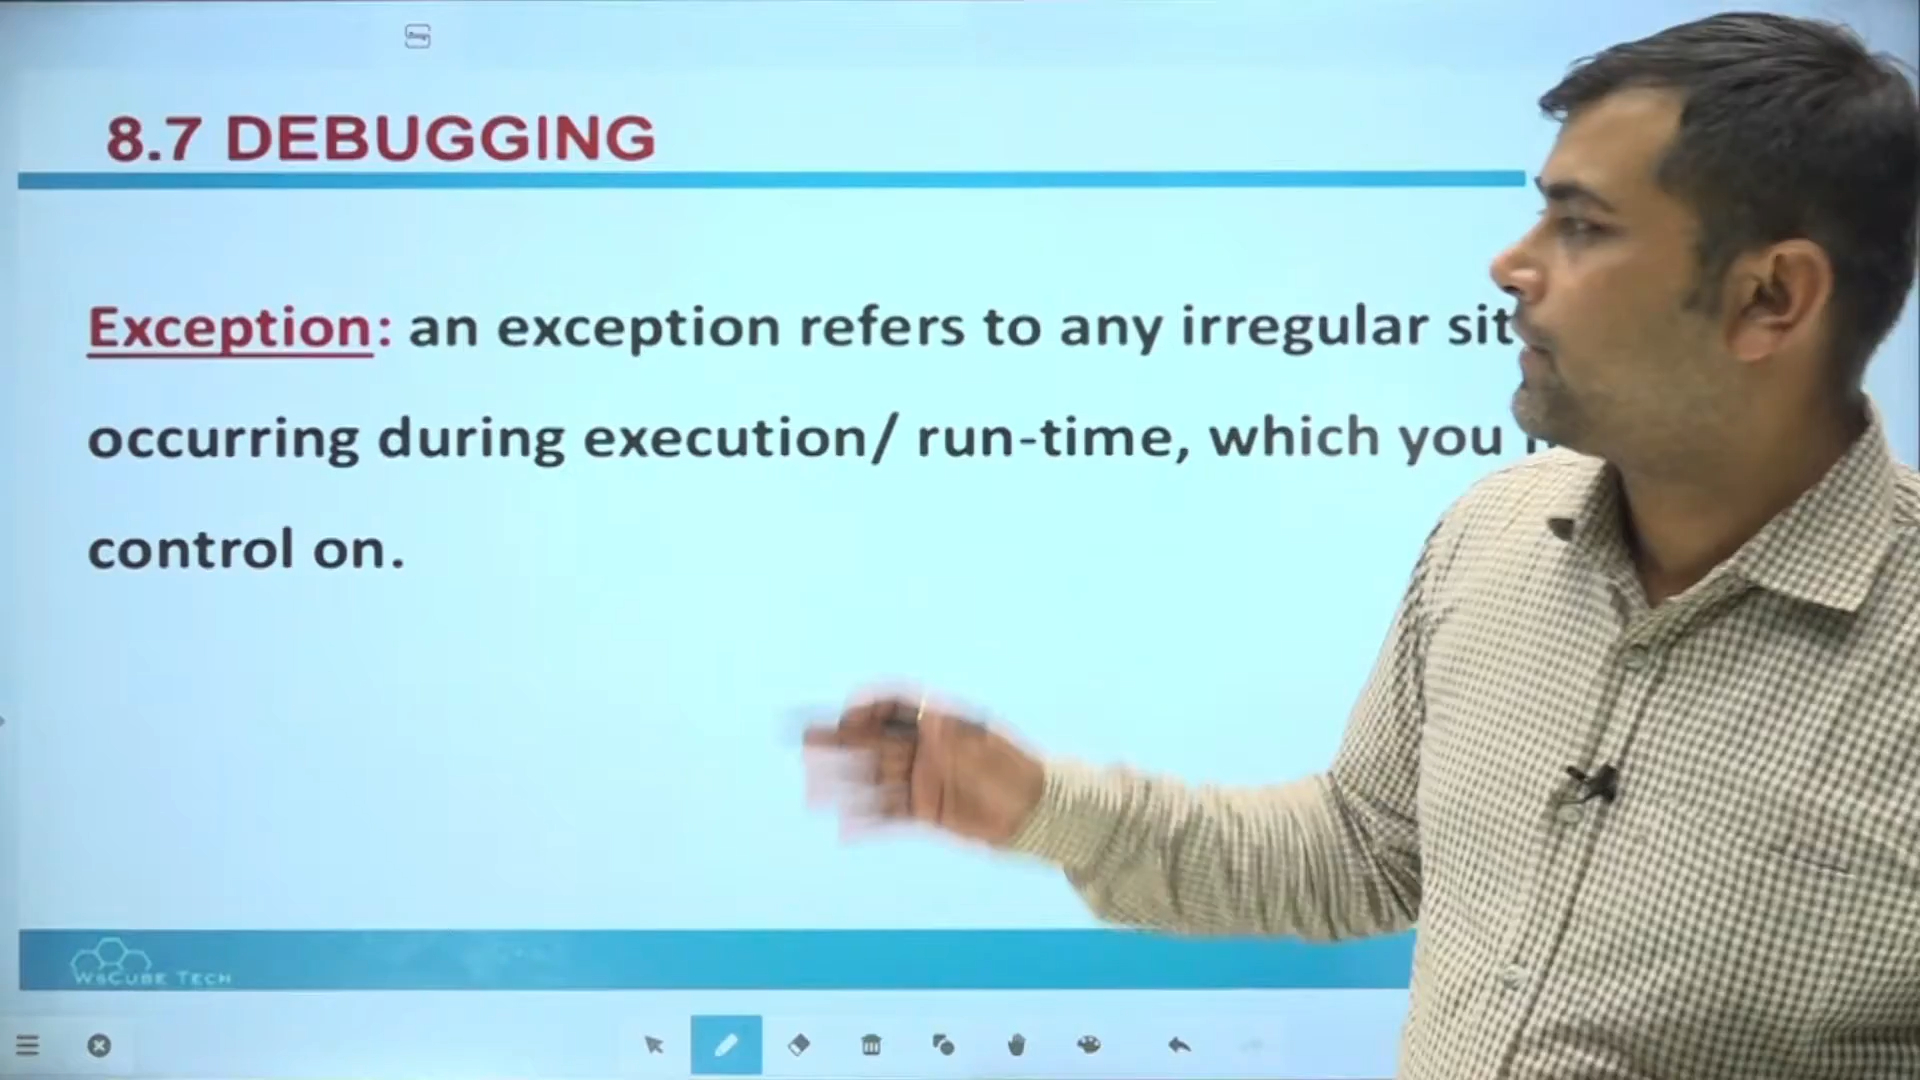 8.7 DEBUGGING
Exception: an exception refers to any irregular
occurring during execution/ run-time, which you
control on.
WSCUBE TECH